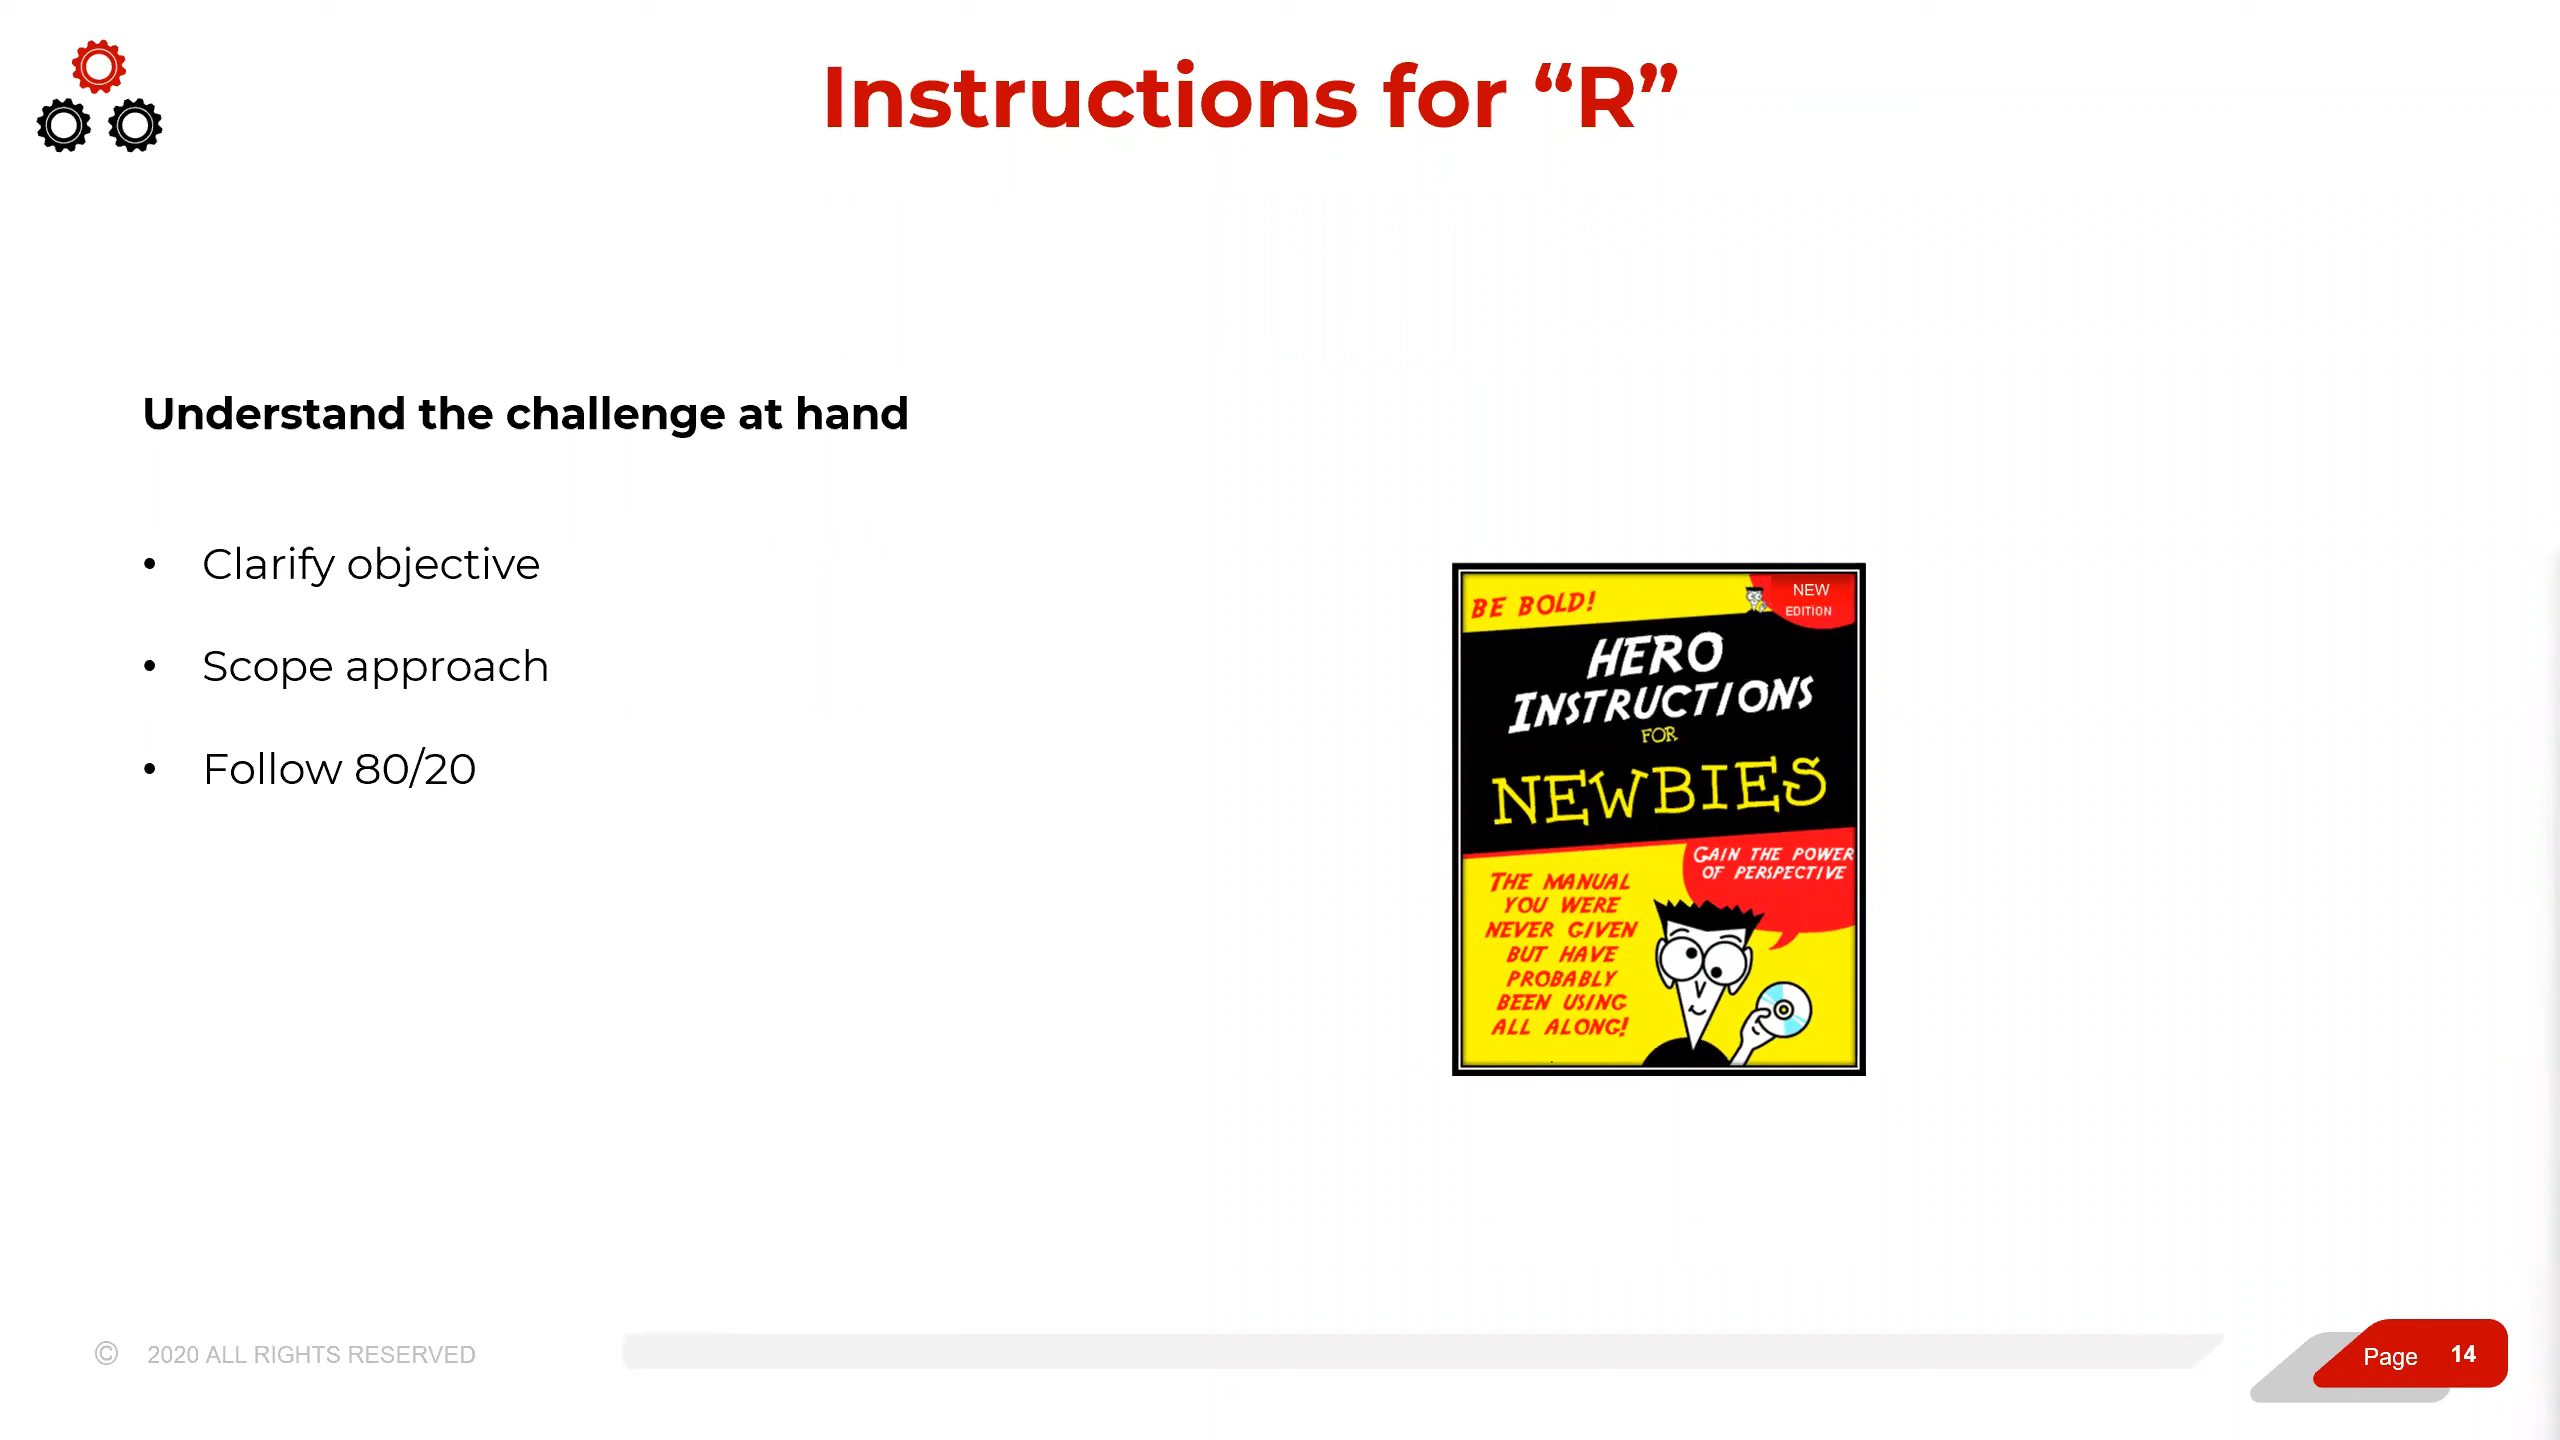 Instructions for “R”
Understand the challenge at hand
• Clarify objective
• Scope approach
• Follow 80/20
BE BOLD!
NEW
EDITION
HERO
INSTRUCTIONS
FOR
NEWBIES
GAIN THE POWER
OF PERSPECTIVE
THE MANUAL
YOU WERE
NEVER GIVEN
BUT HAVE
PROBABLY
BEEN USING
ALL ALONG!
© 2020 ALL RIGHTS RESERVED
Page 14